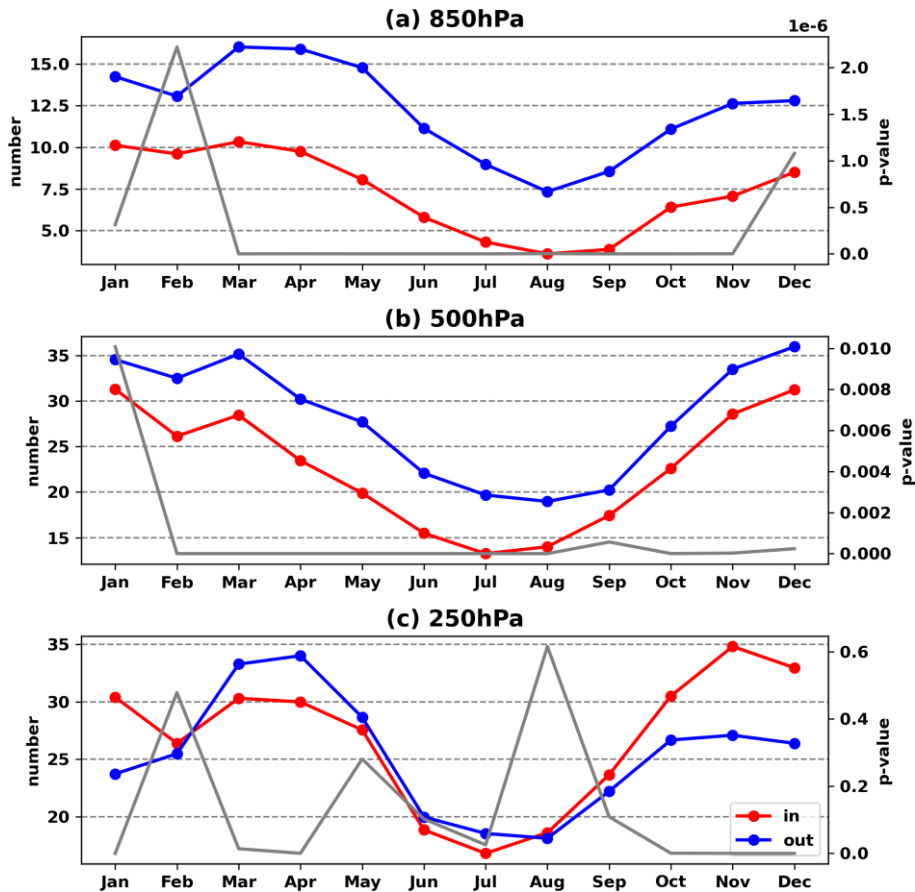 (a) 850hPa
1e-6
number
15.0
12.5
10.0
7.5
5.0
2.0
1.5
1.0
0.5
0.0
p-value
Jan Feb Mar Apr May Jun Jul Aug Sep Oct Nov Dec
(b) 500hPa
number
35
30
25
20
15
0.010
0.008
0.006
0.004
0.002
0.000
p-value
Jan Feb Mar Apr May Jun Jul Aug Sep Oct Nov Dec
(c) 250hPa
number
35
30
25
20
0.6
0.4
0.2
0.0
p-value
in
out
Jan Feb Mar Apr May Jun Jul Aug Sep Oct Nov Dec